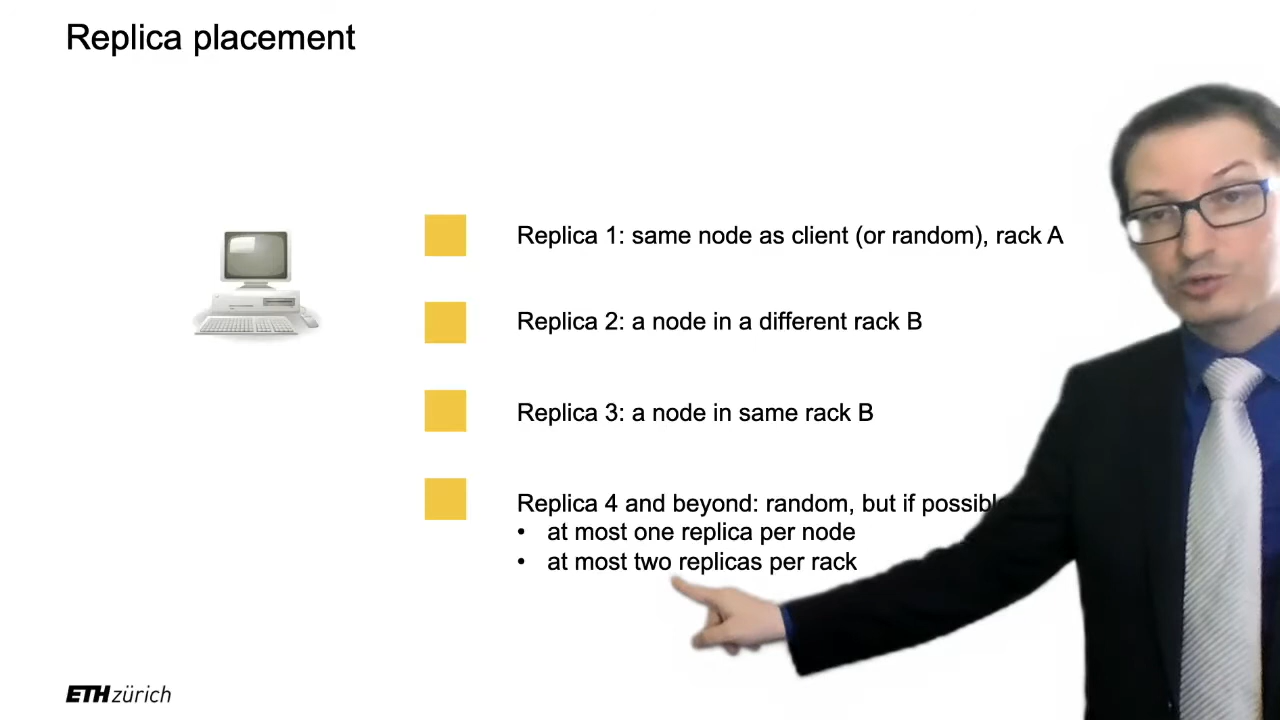 Replica placement
Replica 1: same node as client (or random), rack A
Replica 2: a node in a different rack B
Replica 3: a node in same rack B
Replica 4 and beyond: random, but if
• at most one replica per node
• at most two replicas per rack
ETH zürich